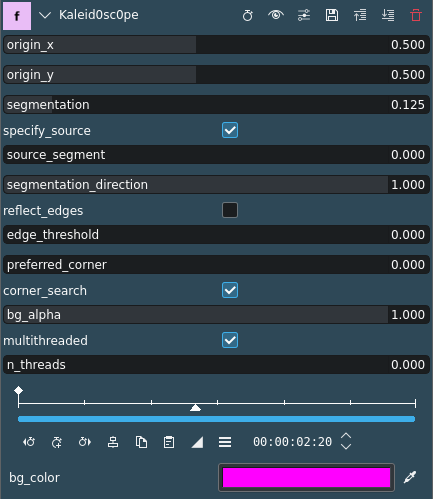 f Kaleid0sc0pe
origin_x 0.500
origin_y 0.500
segmentation 0.125
specify_source
source_segment 0.000
segmentation_direction 1.000
reflect_edges
edge_threshold 0.000
preferred_corner 0.000
corner_search
bg_alpha 1.000
multithreaded
n_threads 0.000
00:00:02:20
bg_color